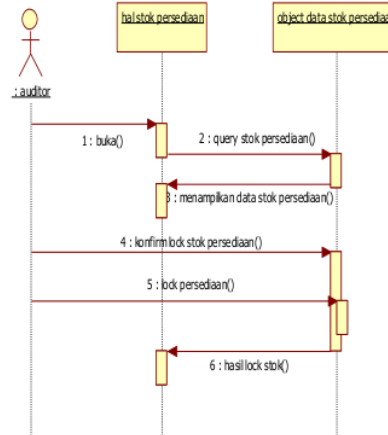 hal stok persediaan
object data stok persediaa
: auditor
1 : buka()
2 : query stok persediaan()
3 : menampilkan data stok persediaan()
4 : konfirm lock stok persediaan()
5 : lock persediaan()
6 : hasil lock stok()